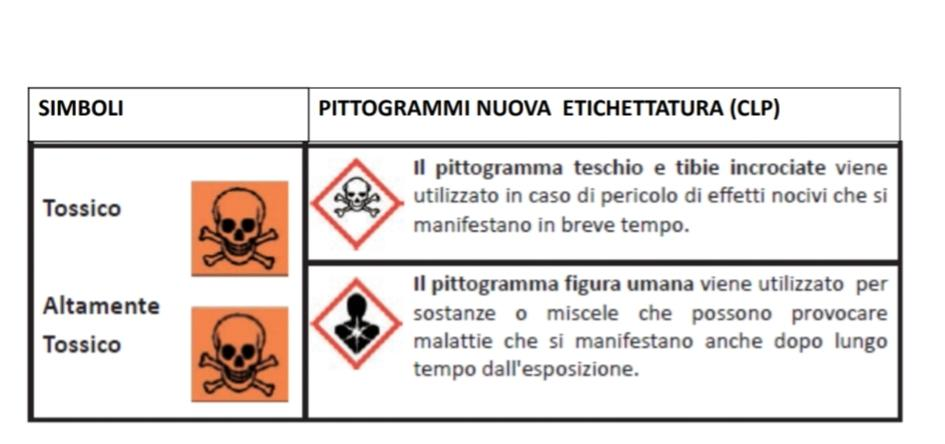 SIMBOLI
PITTOGRAMMI NUOVA ETICHETTATURA (CLP)
Tossico
Il pittogramma teschio e tibie incrociate viene
utilizzato in caso di pericolo di effetti nocivi che si
manifestano in breve tempo.
Altamente
Tossico
Il pittogramma figura umana viene utilizzato per
sostanze o miscele che possono provocare
malattie che si manifestano anche dopo lungo
tempo dall'esposizione.